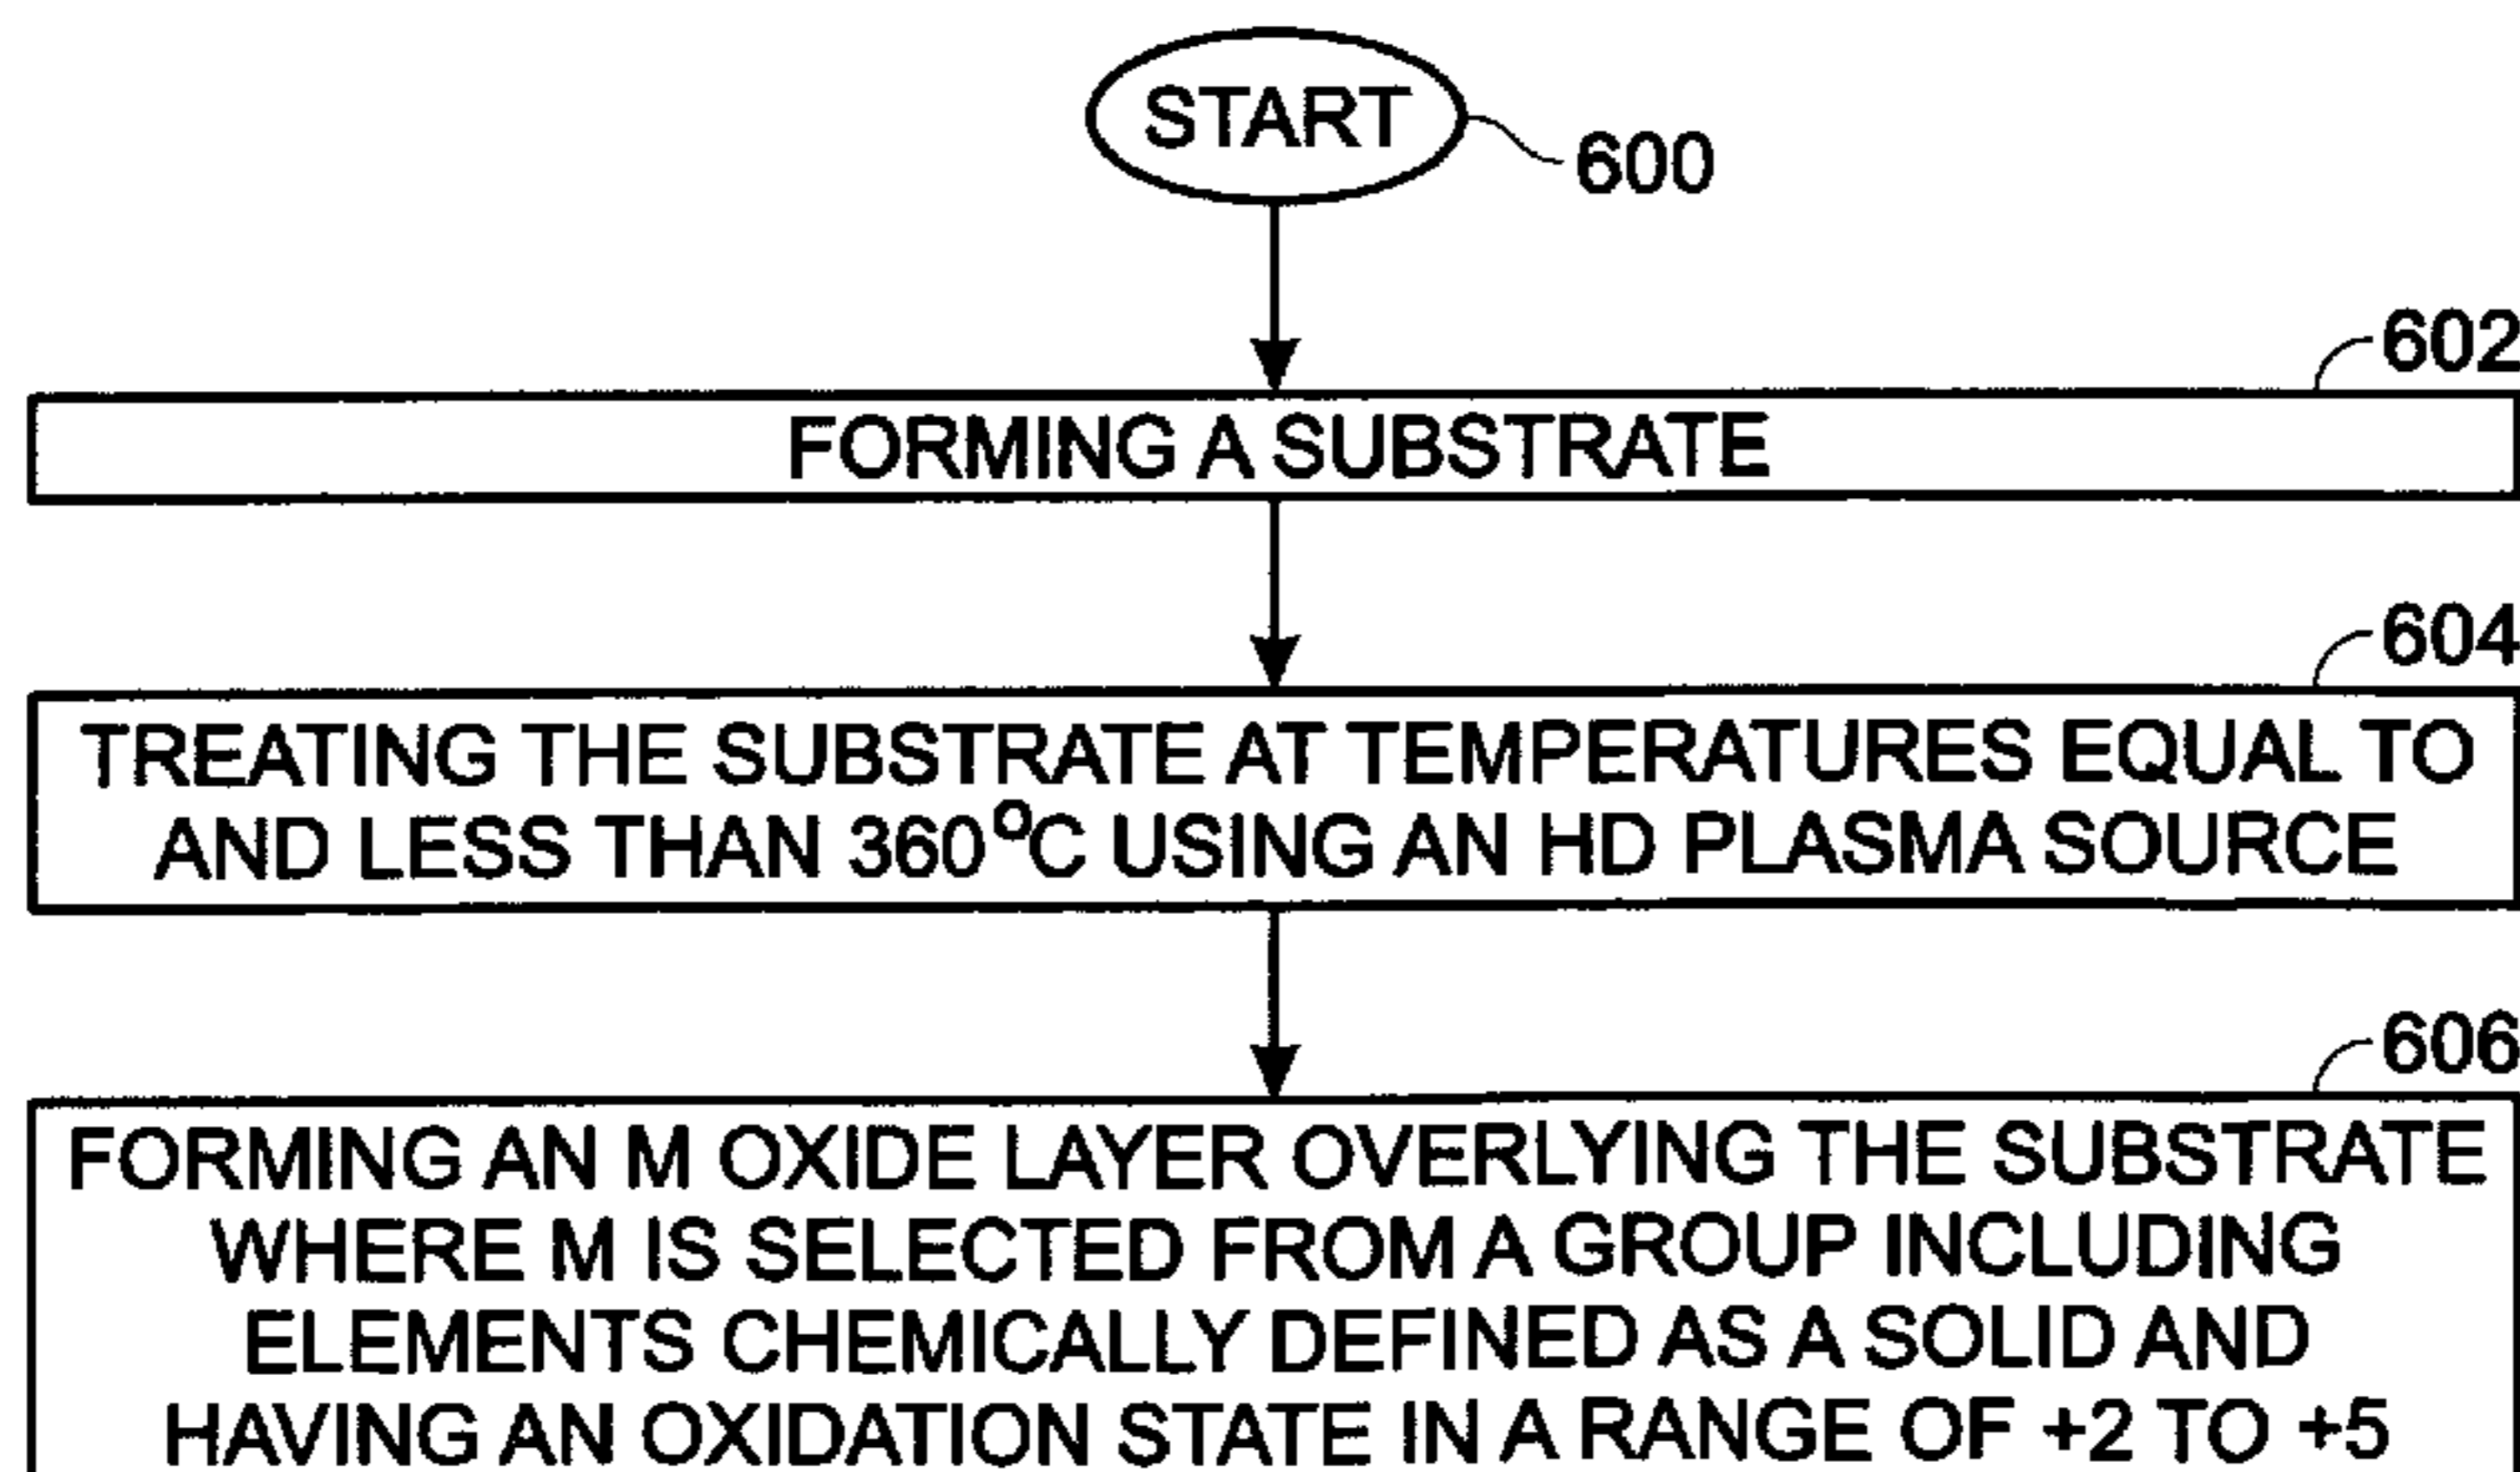 START
600
602
FORMING A SUBSTRATE
604
TREATING THE SUBSTRATE AT TEMPERATURES EQUAL TO
AND LESS THAN 360°C USING AN HD PLASMA SOURCE
606
FORMING AN M OXIDE LAYER OVERLYING THE SUBSTRATE
WHERE M IS SELECTED FROM A GROUP INCLUDING
ELEMENTS CHEMICALLY DEFINED AS A SOLID AND
HAVING AN OXIDATION STATE IN A RANGE OF +2 TO +5